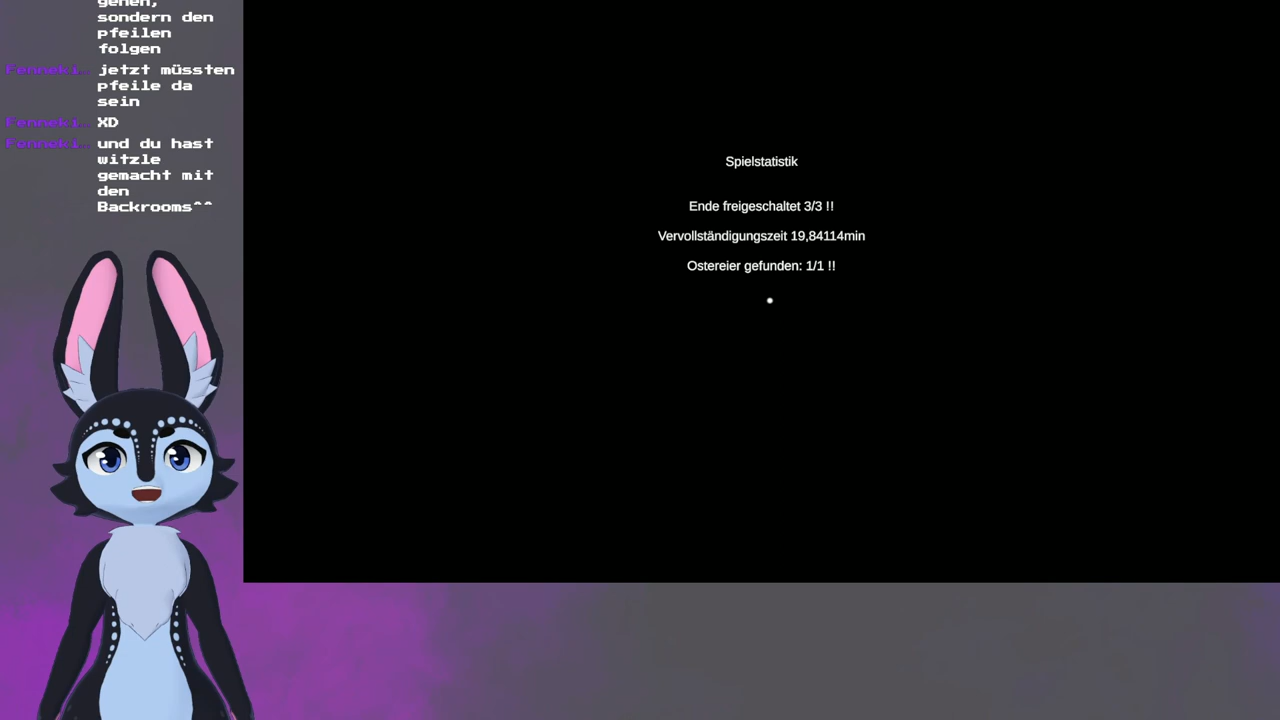 gehen,
sondern den
pfeilen
folgen
Fenneki… jetzt müssten
pfeile da
sein
Fenneki… XD
Fenneki… und du hast
witzle
gemacht mit
den
Backrooms^^
Spielstatistik
Ende freigeschaltet 3/3 !!
Vervollständigungszeit 19,84114min
Ostereier gefunden: 1/1 !!